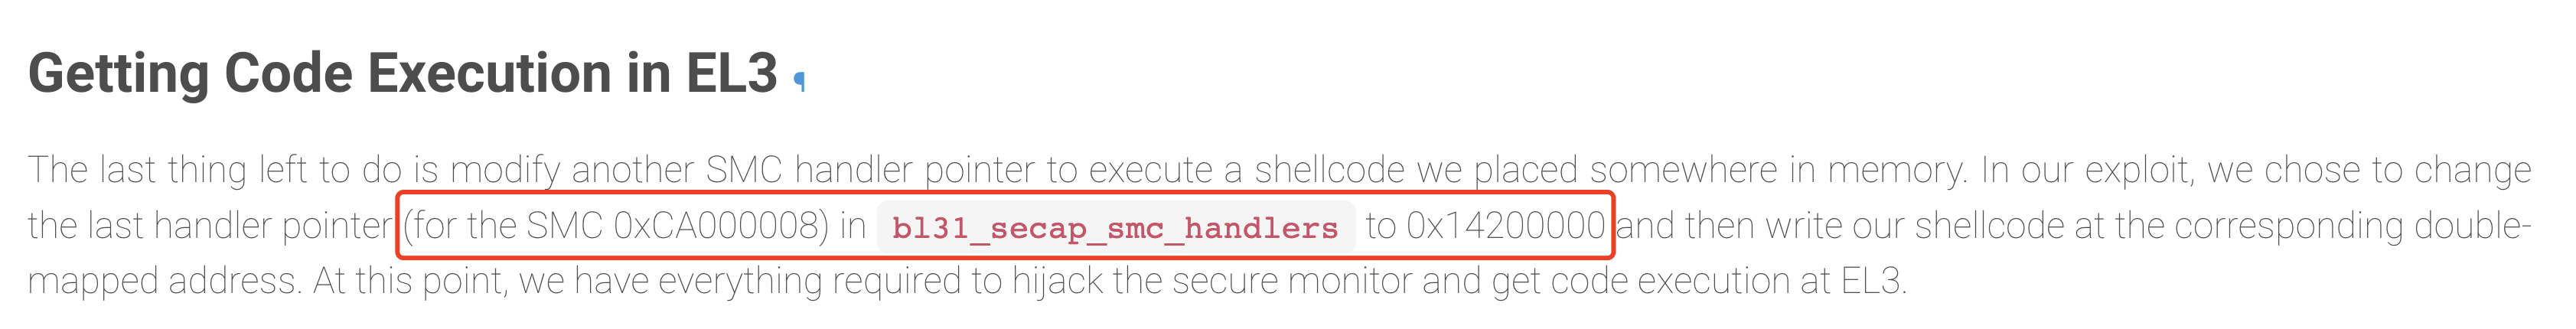 Getting Code Execution in EL3 ¶
The last thing left to do is modify another SMC handler pointer to execute a shellcode we placed somewhere in memory. In our exploit, we chose to change
the last handler pointer (for the SMC 0xCA000008) in bl31_secap_smc_handlers to 0x14200000 and then write our shellcode at the corresponding double-
mapped address. At this point, we have everything required to hijack the secure monitor and get code execution at EL3.